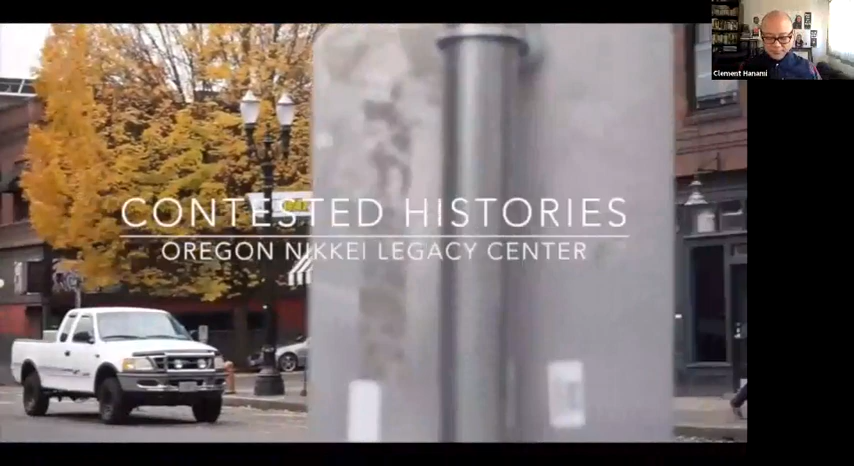 CONTESTED HISTORIES
OREGON NIKKEI LEGACY CENTER
Clement Hanami